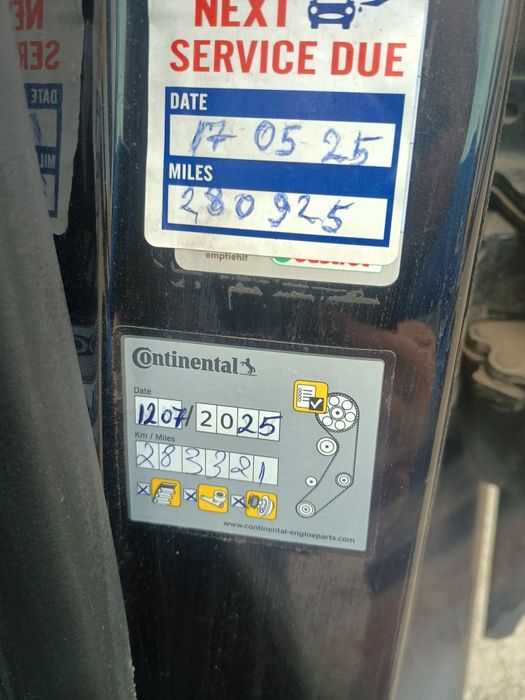 NEXT
SERVICE DUE
DATE
17 05 25
MILES
280925
empfiehlt
Continental
Date
12 07/2025
Km / Miles
283321
www.continental-engineparts.com